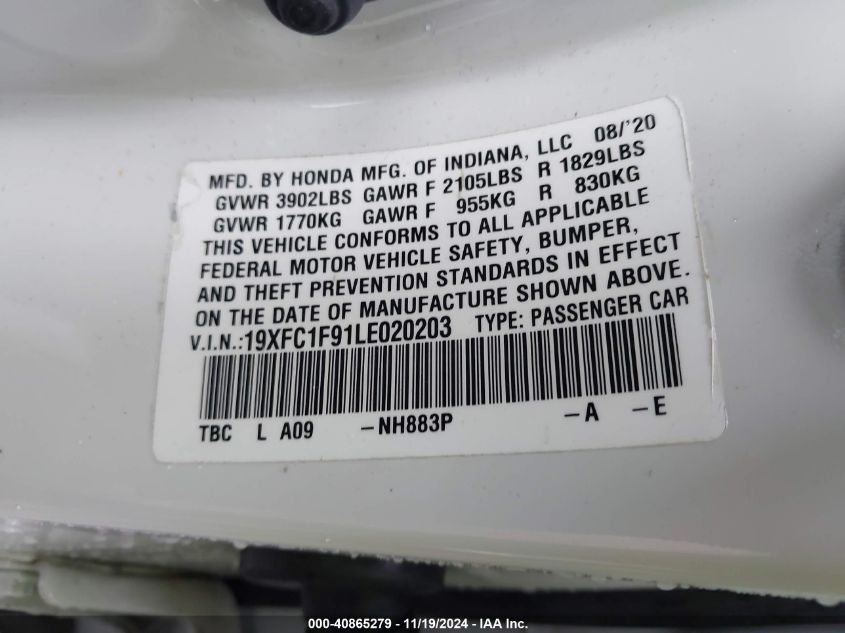 MFD. BY HONDA MFG. OF INDIANA, LLC 08/'20
GVWR 3902LBS GAWR F 2105LBS R 1829LBS
GVWR 1770KG GAWR F 955KG R 830KG
THIS VEHICLE CONFORMS TO ALL APPLICABLE
FEDERAL MOTOR VEHICLE SAFETY, BUMPER,
AND THEFT PREVENTION STANDARDS IN EFFECT
ON THE DATE OF MANUFACTURE SHOWN ABOVE.
V.I.N.:19XFC1F91LE020203 TYPE: PASSENGER CAR
TBC L A09 -NH883P -A -E
000-40865279 - 11/19/2024 - IAA Inc.